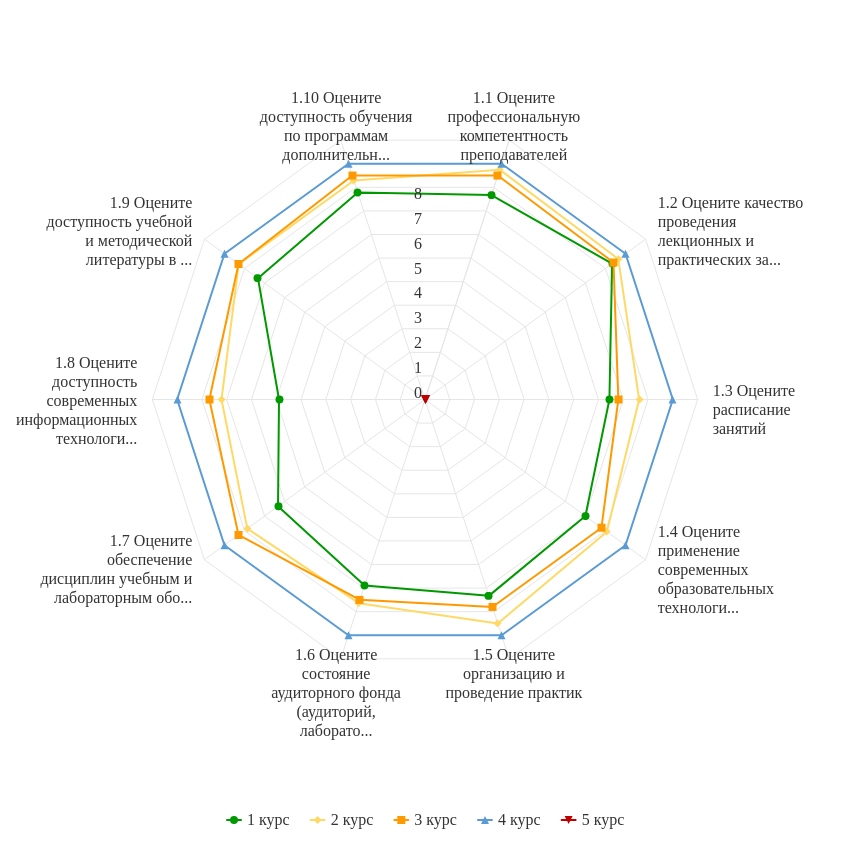 1.10 Оцените
доступность обучения
по программам
дополнительн...
1.1 Оцените
профессиональную
компетентность
преподавателей
1.9 Оцените
доступность учебной
и методической
литературы в ...
1.2 Оцените качество
проведения
лекционных и
практических за...
8
7
6
5
4
3
2
1
0
1.8 Оцените
доступность
современных
информационных
технологи...
1.3 Оцените
расписание
занятий
1.7 Оцените
обеспечение
дисциплин учебным и
лабораторным обо...
1.4 Оцените
применение
современных
образовательных
технологи...
1.6 Оцените
состояние
аудиторного фонда
(аудиторий,
лаборато...
1.5 Оцените
организацию и
проведение практик
1 курс 2 курс 3 курс 4 курс 5 курс